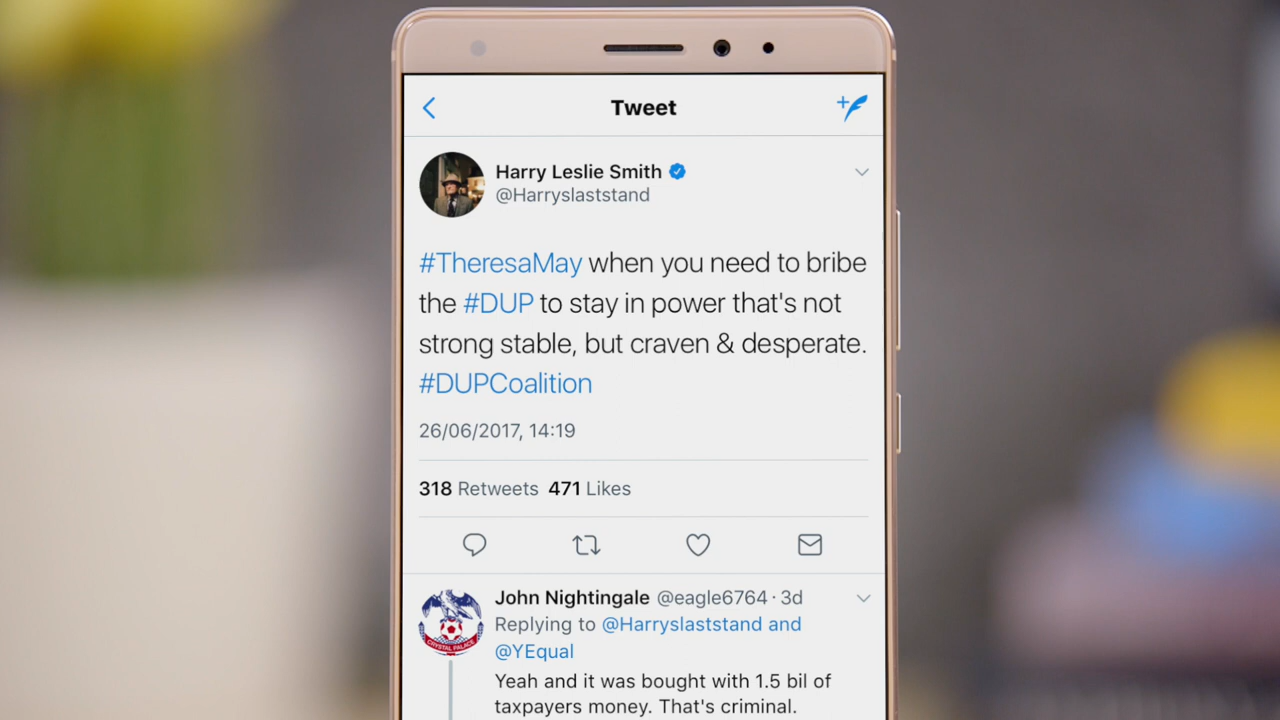 Tweet
Harry Leslie Smith
@Harryslaststand
#TheresaMay when you need to bribe
the #DUP to stay in power that's not
strong stable, but craven & desperate.
#DUPCoalition
26/06/2017, 14:19
318 Retweets 471 Likes
John Nightingale @eagle6764 · 3d
Replying to @Harryslaststand and
@YEqual
CRYSTAL PALACE
Yeah and it was bought with 1.5 bil of
taxpayers money. That's criminal.